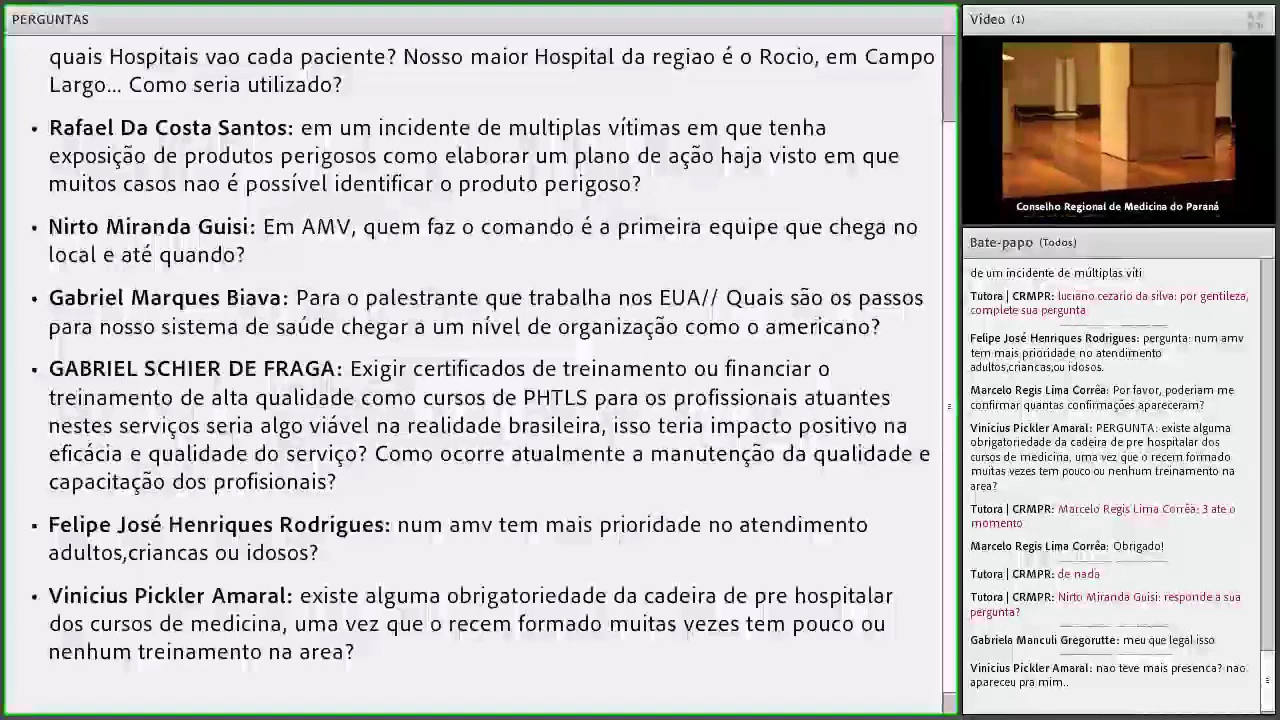 PERGUNTAS
quais Hospitais vao cada paciente? Nosso maior Hospital da regiao é o Rocio, em Campo
Largo... Como seria utilizado?
• Rafael Da Costa Santos: em um incidente de multiplas vítimas em que tenha
exposição de produtos perigosos como elaborar um plano de ação haja visto em que
muitos casos nao é possível identificar o produto perigoso?
• Nirto Miranda Guisi: Em AMV, quem faz o comando é a primeira equipe que chega no
local e até quando?
• Gabriel Marques Biava: Para o palestrante que trabalha nos EUA// Quais são os passos
para nosso sistema de saúde chegar a um nível de organização como o americano?
• GABRIEL SCHIER DE FRAGA: Exigir certificados de treinamento ou financiar o
treinamento de alta qualidade como cursos de PHTLS para os profissionais atuantes
nestes serviços seria algo viável na realidade brasileira, isso teria impacto positivo na
eficácia e qualidade do serviço? Como ocorre atualmente a manutenção da qualidade e
capacitação dos profisionais?
• Felipe José Henriques Rodrigues: num amv tem mais prioridade no atendimento
adultos,criancas ou idosos?
• Vinicius Pickler Amaral: existe alguma obrigatoriedade da cadeira de pre hospitalar
dos cursos de medicina, uma vez que o recem formado muitas vezes tem pouco ou
nenhum treinamento na area?
Vídeo (1)
Conselho Regional de Medicina do Paraná
Bate-papo (Todos)
de um incidente de múltiplas víti
Tutora | CRMPR: luciano cezario da silva: por gentileza,
complete sua pergunta
Felipe José Henriques Rodrigues: pergunta: num amv
tem mais prioridade no atendimento
adultos,criancas,ou idosos.
Marcelo Regis Lima Corrêa: Por favor, poderiam me
confirmar quantas confirmações apareceram?
Vinicius Pickler Amaral: PERGUNTA: existe alguma
obrigatoriedade da cadeira de pre hospitalar dos
cursos de medicina, uma vez que o recem formado
muitas vezes tem pouco ou nenhum treinamento na
area?
Tutora | CRMPR: Marcelo Regis Lima Corrêa: 3 ate o
momento
Marcelo Regis Lima Corrêa: Obrigado!
Tutora | CRMPR: de nada
Tutora | CRMPR: Nirto Miranda Guisi: responde a sua
pergunta?
Gabriela Manculi Gregorutte: meu que legal isso
Vinicius Pickler Amaral: nao teve mais presenca? nao
apareceu pra mim..